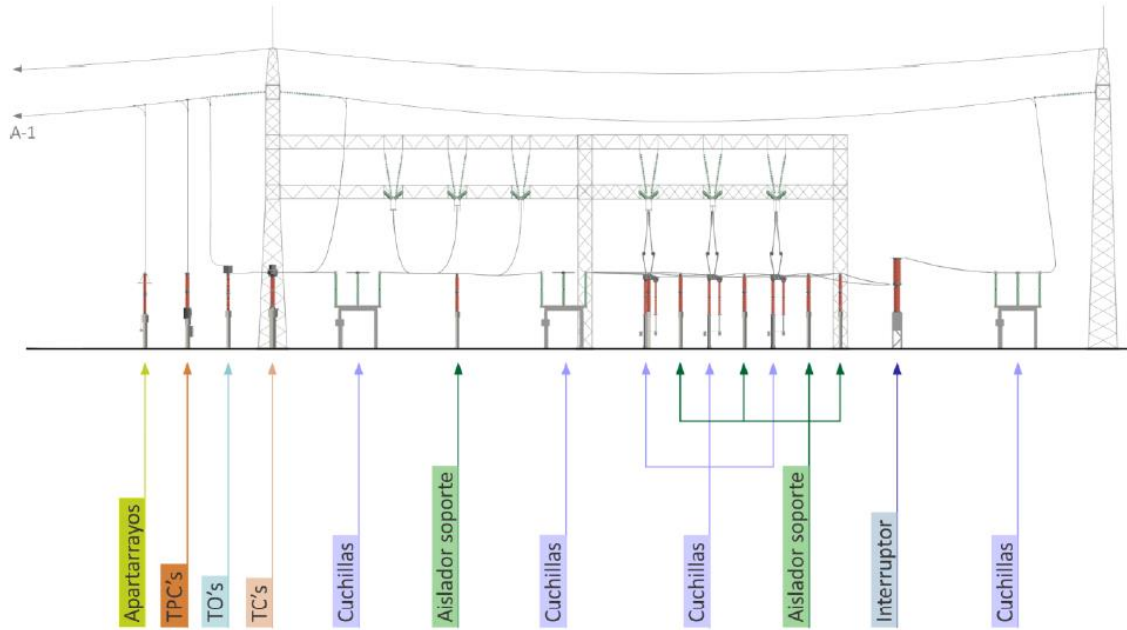 A-1
Apartarrayos
TPC's
TO's
TC's
Cuchillas
Aislador soporte
Cuchillas
Cuchillas
Aislador soporte
Interruptor
Cuchillas